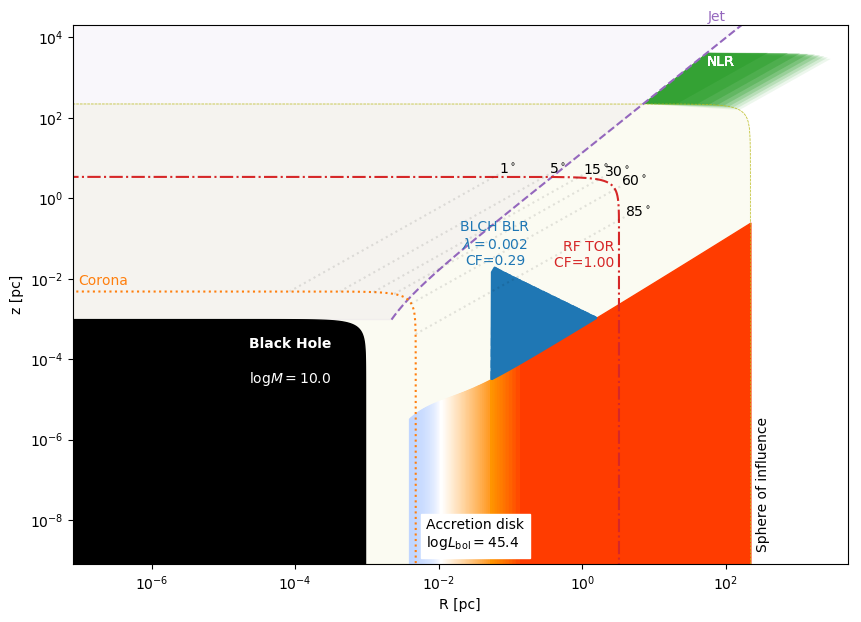 Jet
10^4
NLR
10^2
1°
5°
15°
30°
60°
10^0
85°
BLCH BLR
λ = 0.002
CF=0.29
RF TOR
CF=1.00
z [pc]
10^-2
Corona
Black Hole
10^-4
logM = 10.0
10^-6
Sphere of influence
10^-8
Accretion disk
logL_bol = 45.4
10^-6
10^-4
10^-2
10^0
10^2
R [pc]